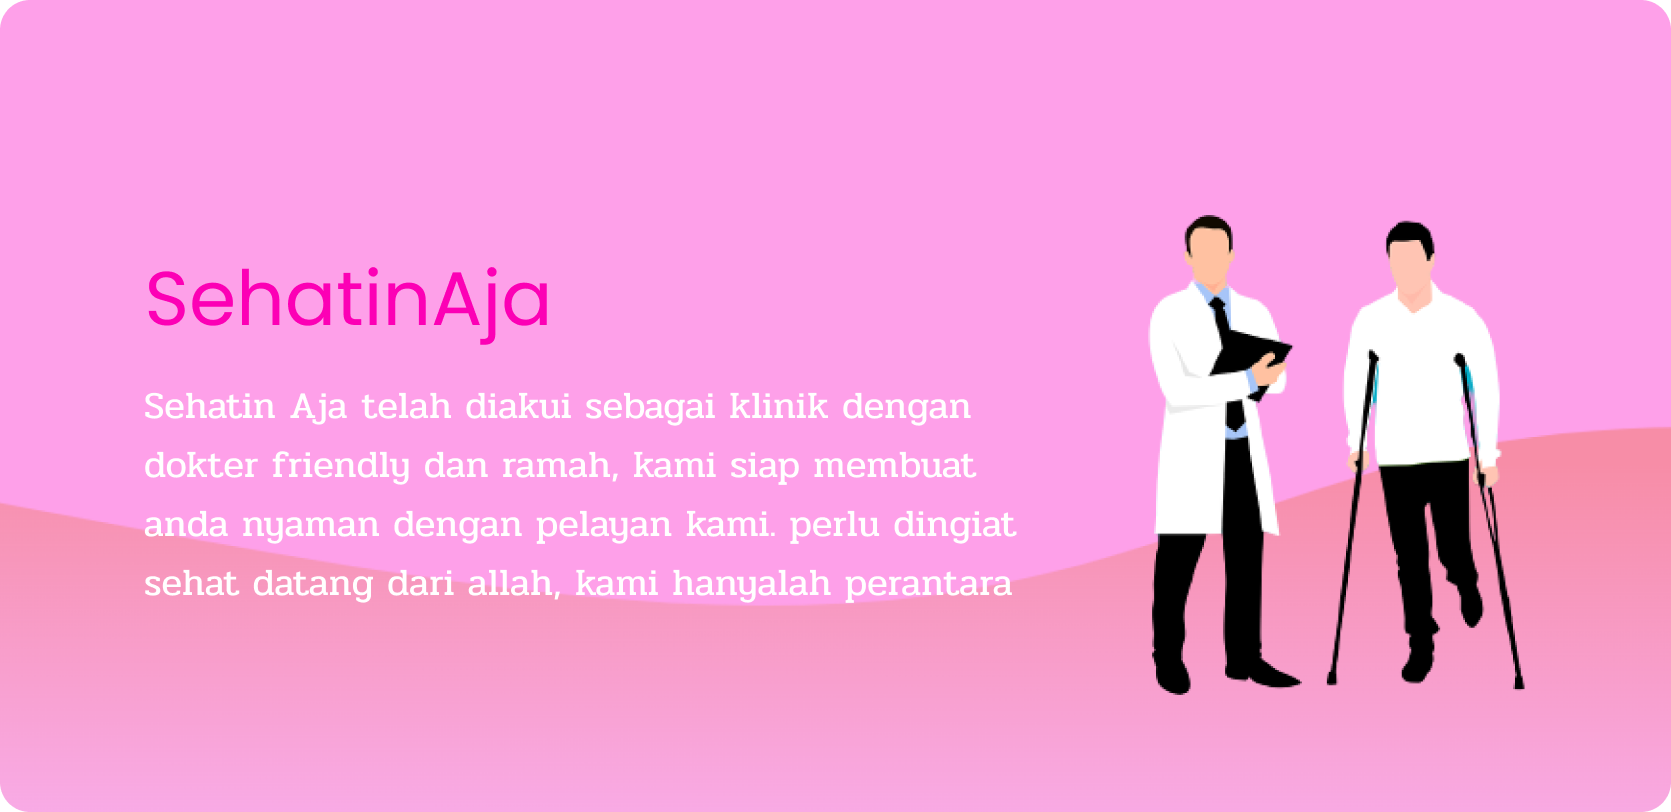 SehatinAja
Sehatin Aja telah diakui sebagai klinik dengan
dokter friendly dan ramah, kami siap membuat
anda nyaman dengan pelayan kami. perlu dingiat
sehat datang dari allah, kami hanyalah perantara